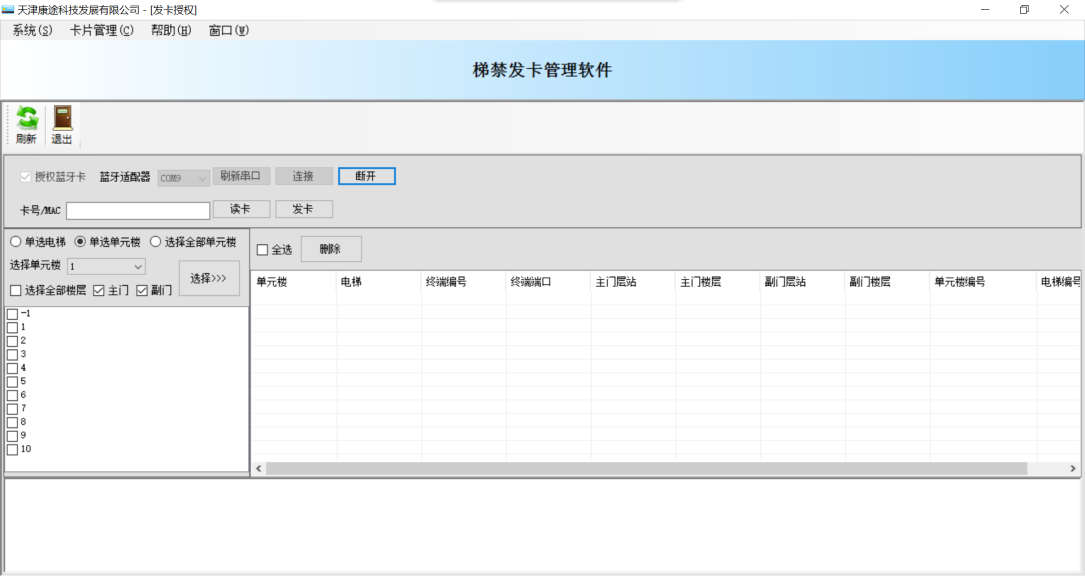 天津康途科技发展有限公司 - [发卡授权]
系统(S) 卡片管理(C) 帮助(H) 窗口(W)
梯禁发卡管理软件
刷新 退出
授权蓝牙卡 蓝牙适配器 COM9 刷新串口 连接 断开
卡号/MAC 读卡 发卡
单选电梯 单选单元楼 选择全部单元楼
选择单元楼 1 选择>>>
选择全部楼层 主门 副门
-1
1
2
3
4
5
6
7
8
9
10
全选 删除
单元楼 电梯 终端编号 终端端口 主门层站 主门楼层 副门层站 副门楼层 单元楼编号 电梯编号